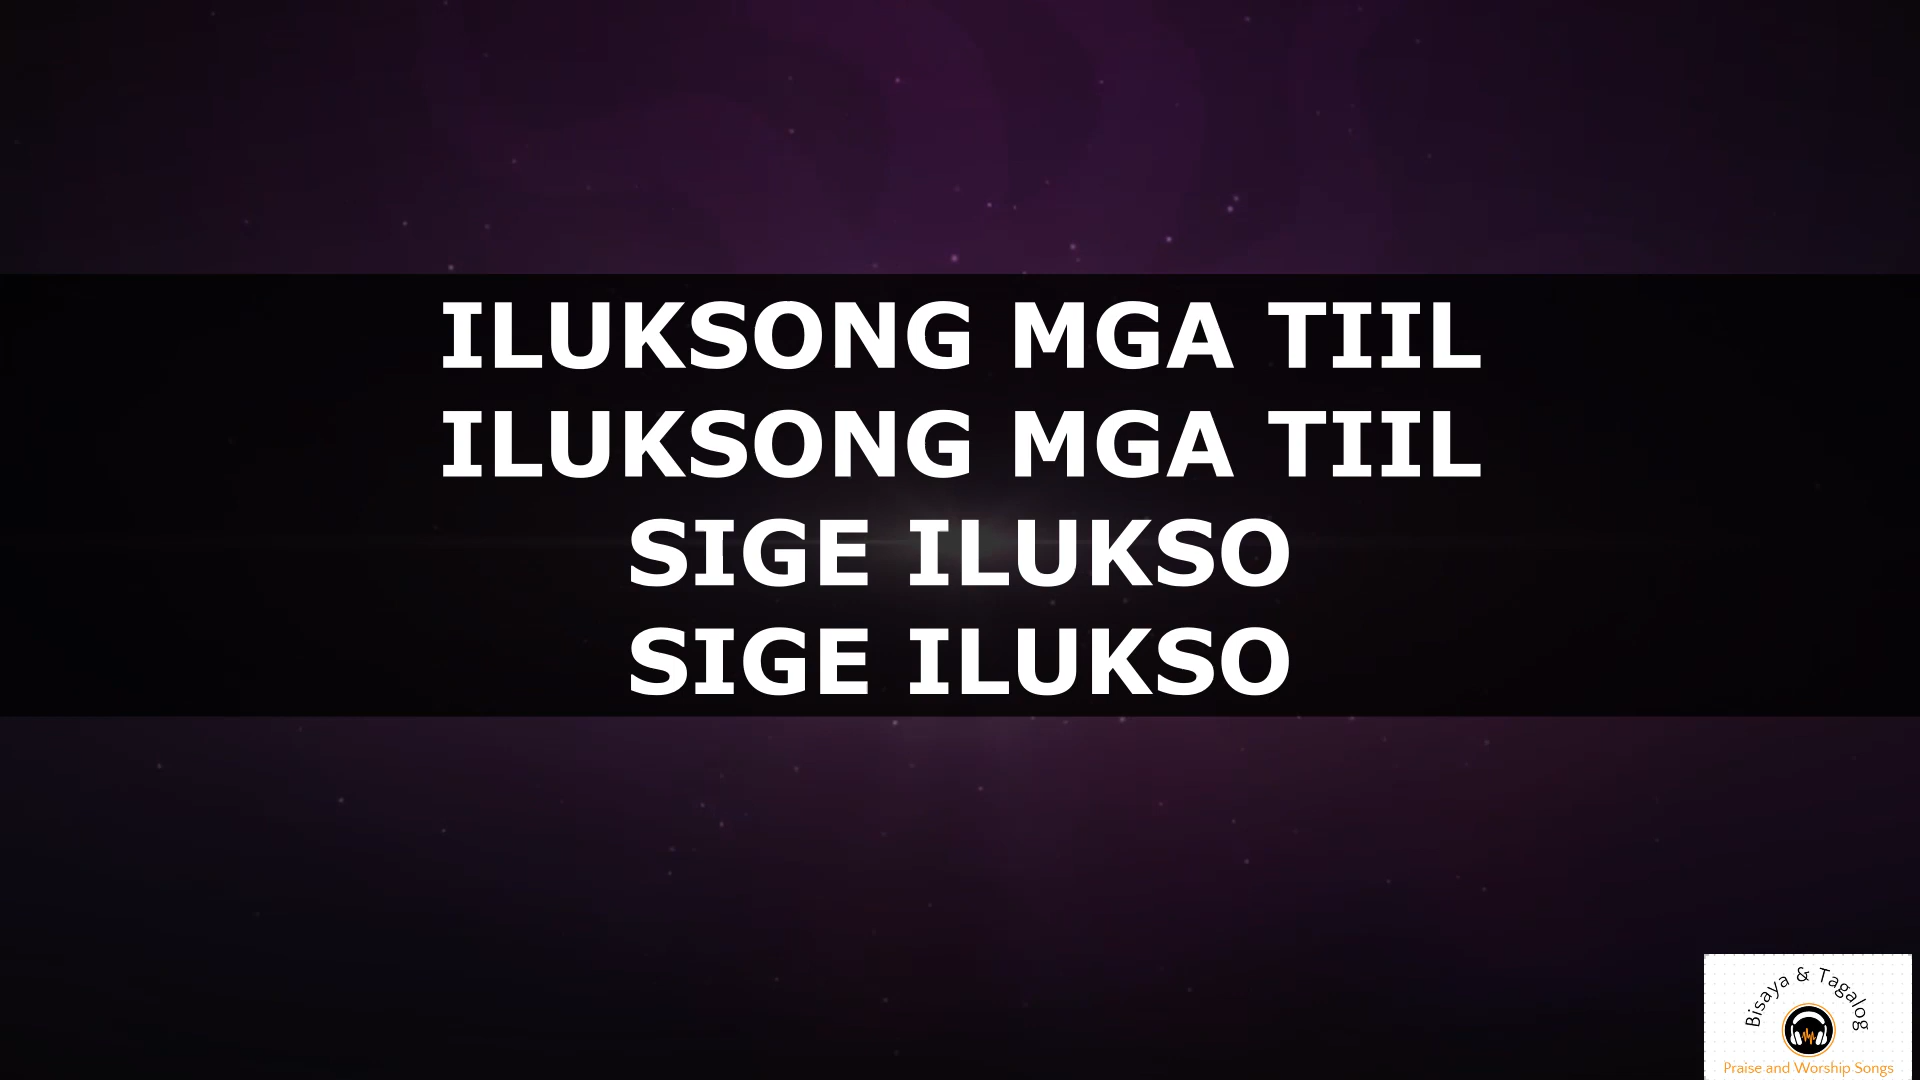 ILUKSONG MGA TIIL
ILUKSONG MGA TIIL
SIGE ILUKSO
SIGE ILUKSO
Bisaya & Tagalog
Praise and Worship Songs